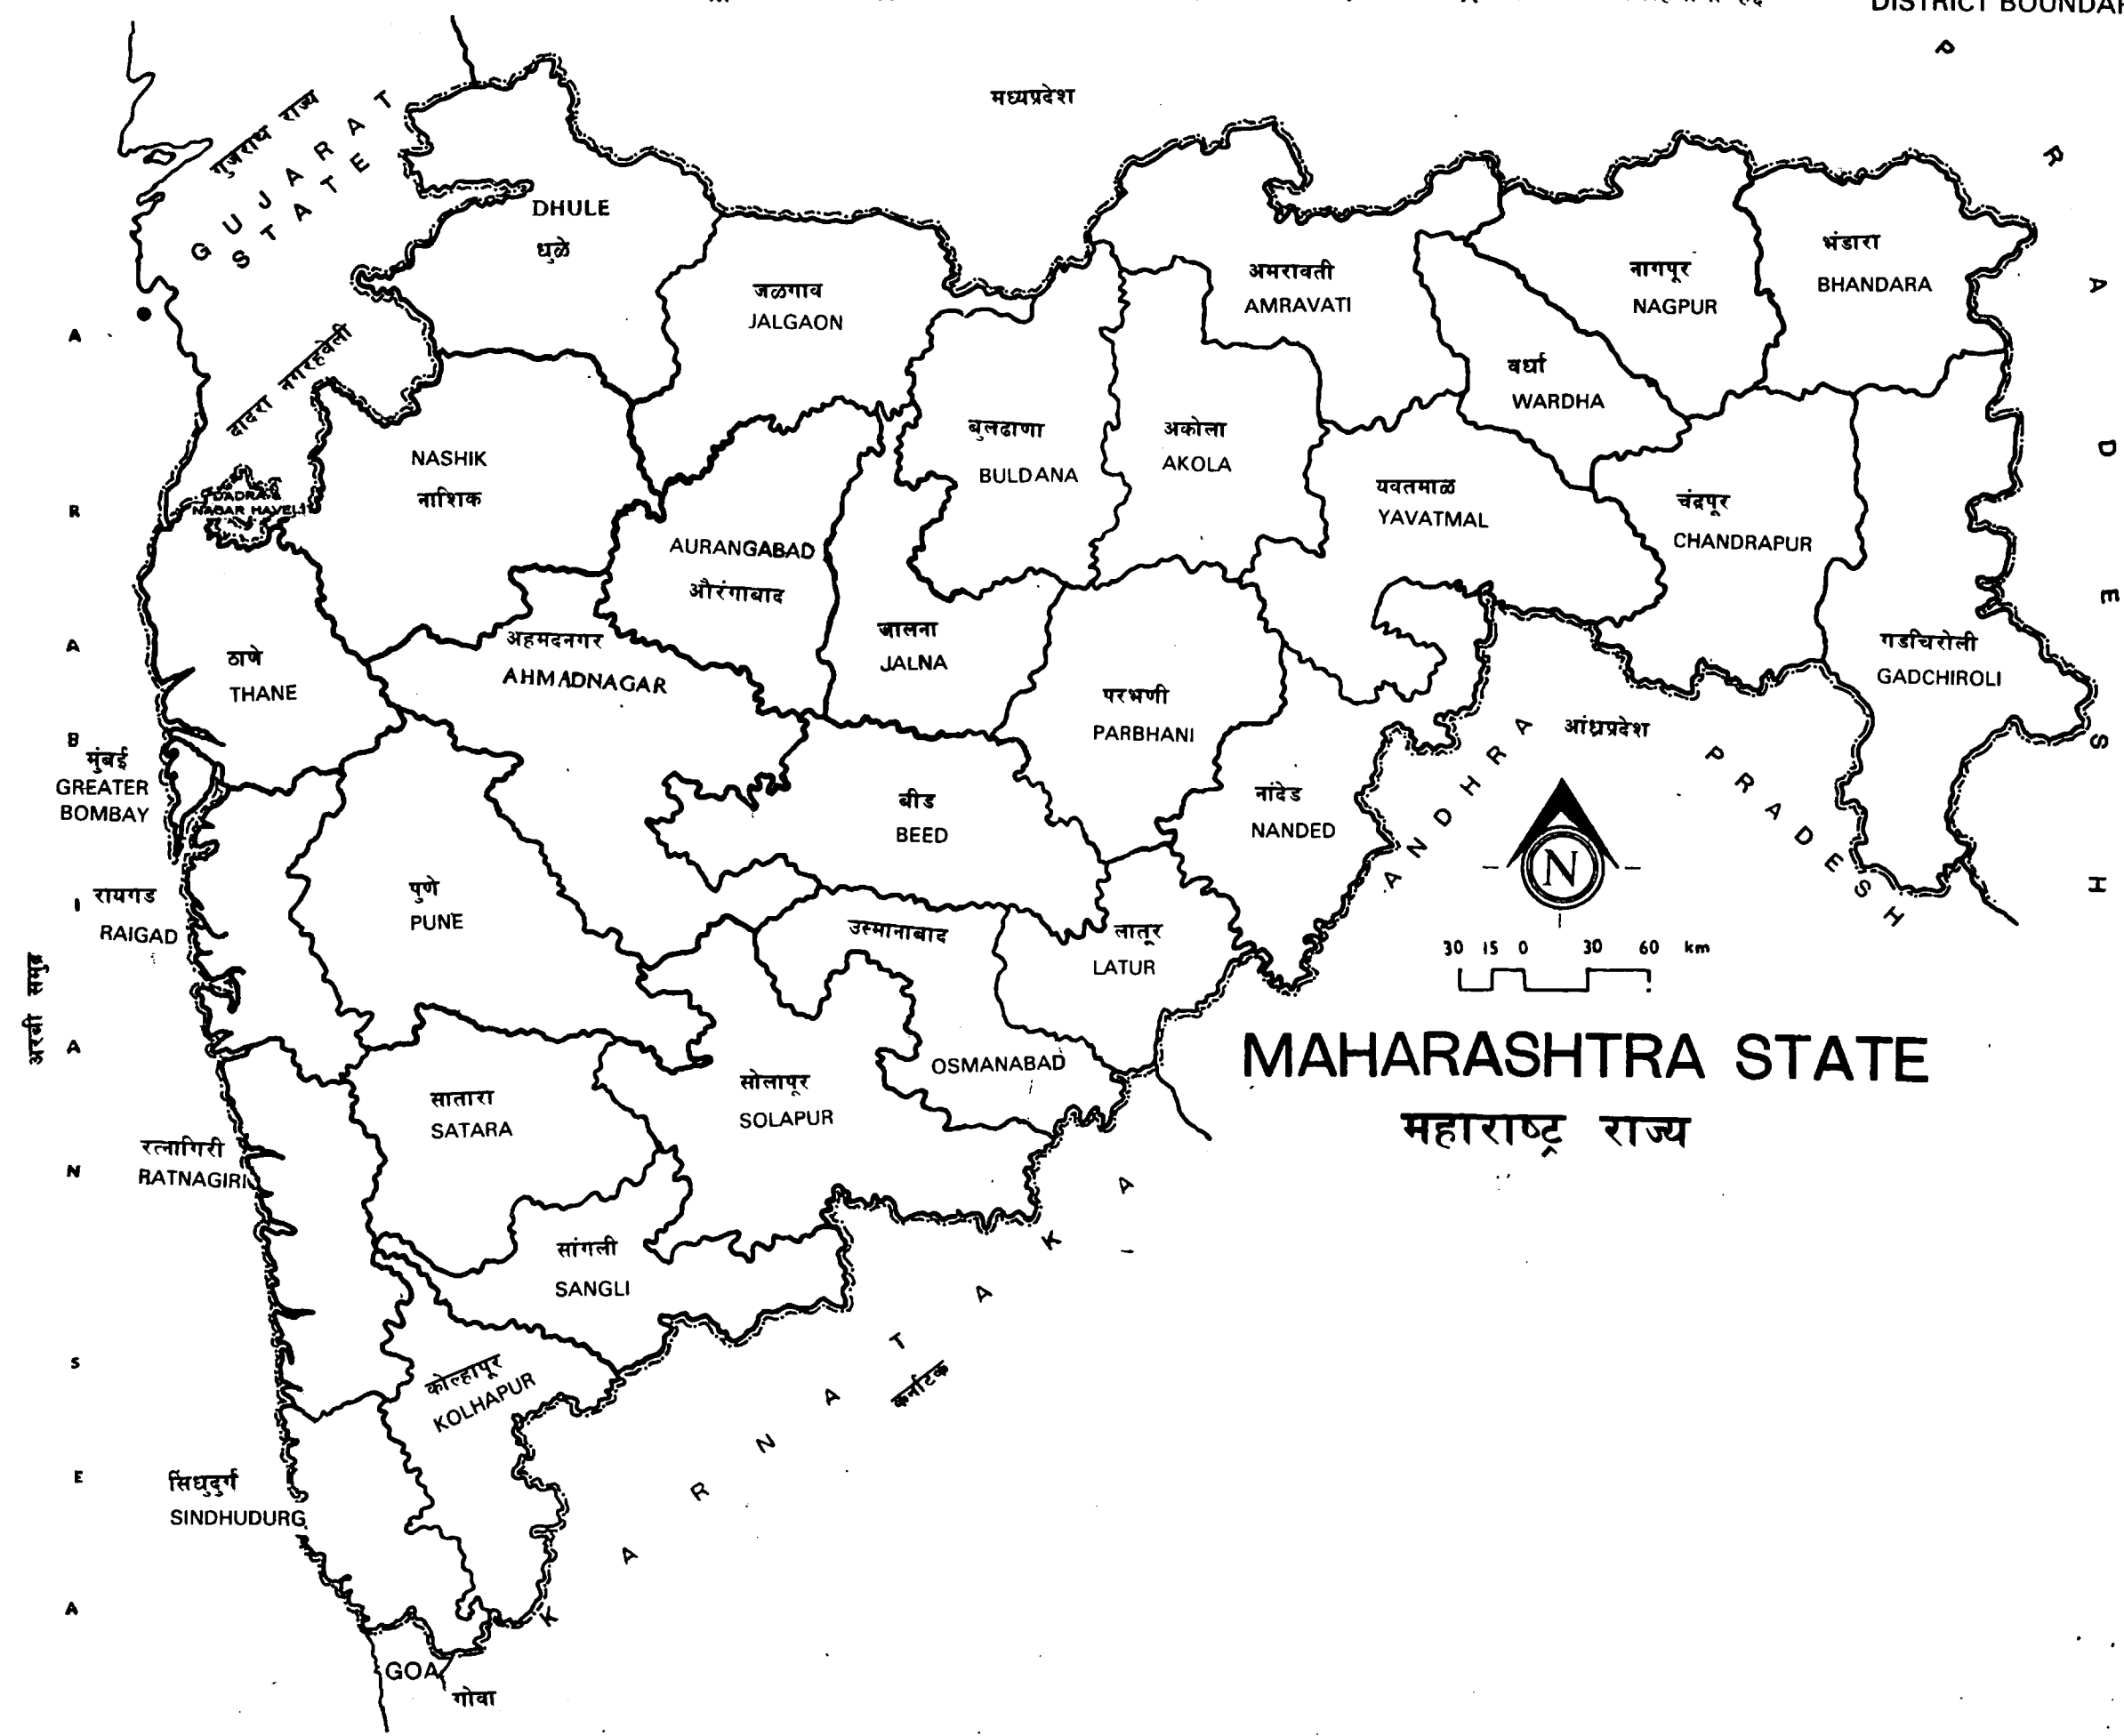 DISTRICT BOUNDAR
मध्यप्रदेश
गुजराथ राज्य
GUJARAT
STATE
PRADESH
DHULE
धुळे
जळगाव
JALGAON
अमरावती
AMRAVATI
नागपूर
NAGPUR
भंडारा
BHANDARA
वर्धा
WARDHA
दादरा नगरहवेली
DADRA &
NAGAR HAVELI
NASHIK
नाशिक
बुलढाणा
BULDANA
अकोला
AKOLA
यवतमाळ
YAVATMAL
चंद्रपूर
CHANDRAPUR
AURANGABAD
औरंगाबाद
जालना
JALNA
अहमदनगर
AHMADNAGAR
ठाणे
THANE
परभणी
PARBHANI
गडचिरोली
GADCHIROLI
आंध्रप्रदेश
ANDHRA PRADESH
मुंबई
GREATER
BOMBAY
बीड
BEED
नांदेड
NANDED
N
रायगड
RAIGAD
पुणे
PUNE
उस्मानाबाद
OSMANABAD
लातूर
LATUR
30 15 0 30 60 km
MAHARASHTRA STATE
महाराष्ट्र राज्य
अरबी समुद्र
ARABIAN SEA
सातारा
SATARA
सोलापूर
SOLAPUR
रत्नागिरी
RATNAGIRI
सांगली
SANGLI
कोल्हापूर
KOLHAPUR
KARNATAKA
कर्नाटक
सिंधुदुर्ग
SINDHUDURG
GOA
गोवा